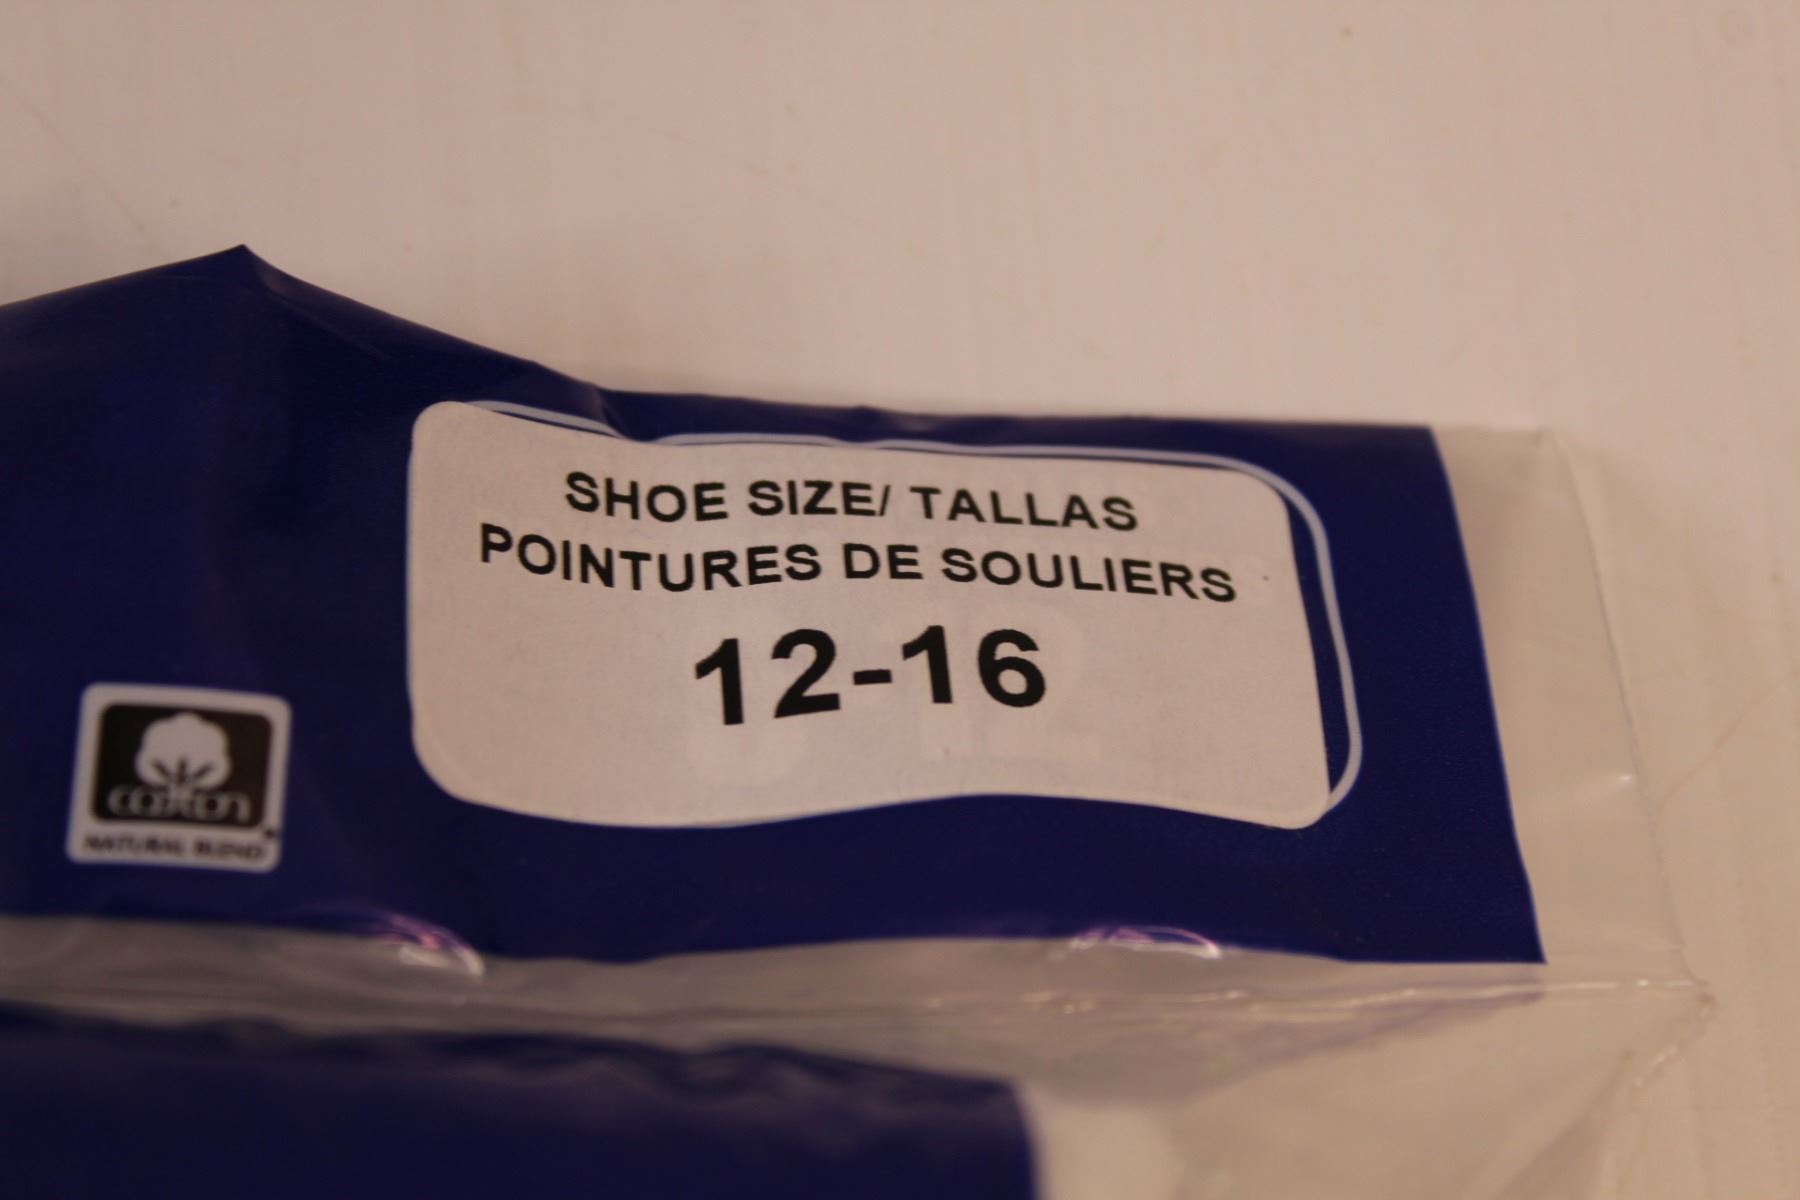 SHOE SIZE/ TALLAS
POINTURES DE SOULIERS
12-16
cotton
NATURAL BLEND